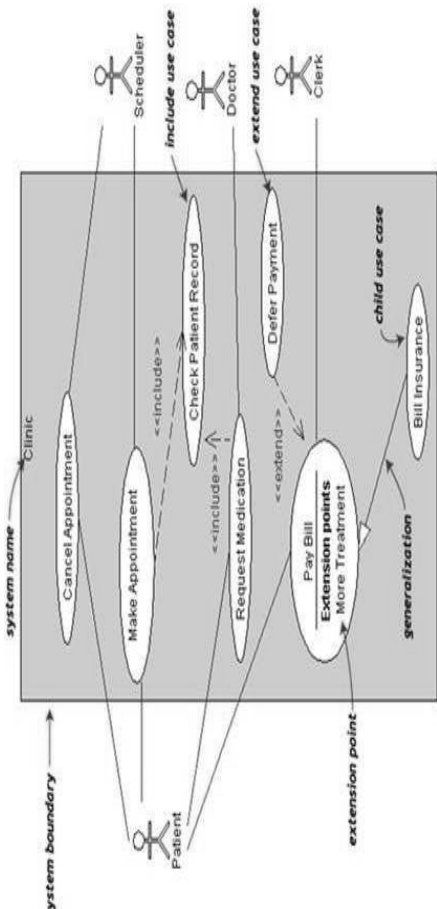 system name
Clinic
ystem boundary
Cancel Appointment
Scheduler
Make Appointment
<<include>>
include use case
Patient
Check Patient Record
<<include>>
Request Medication
Doctor
<<extend>>
Defer Payment
extend use case
Pay Bill
Extension points
More Treatment
Clerk
extension point
generalization
Bill Insurance
child use case